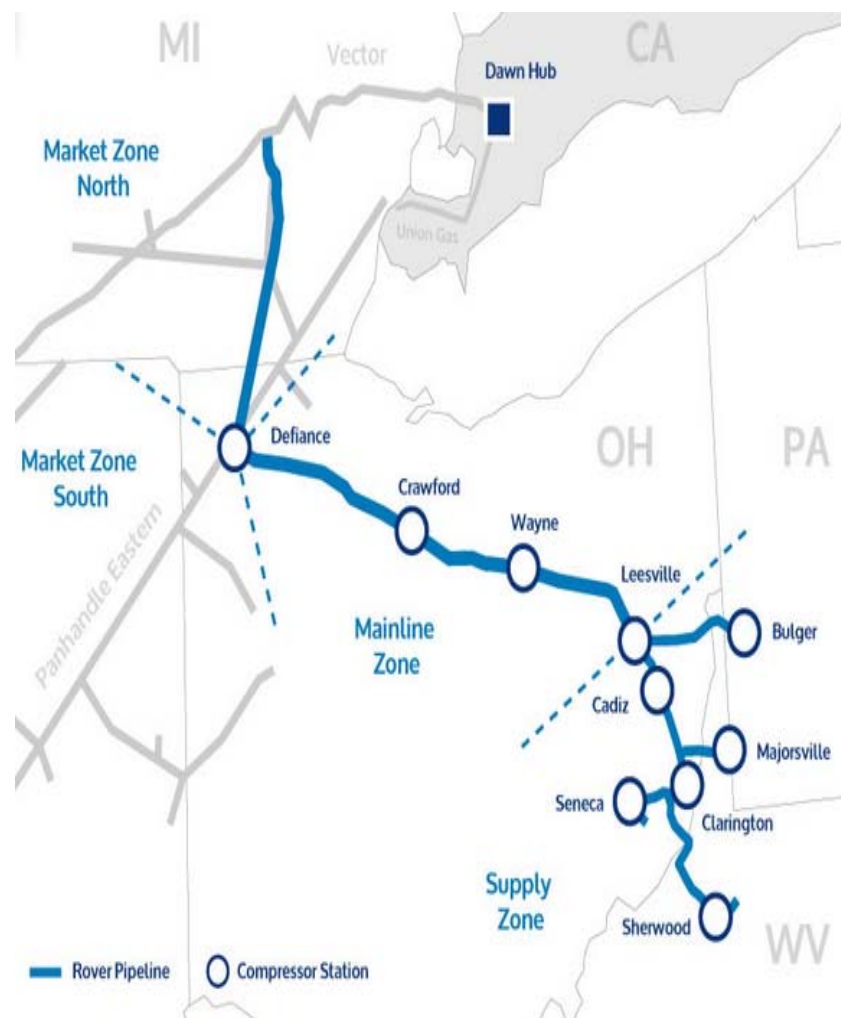 MI
Vector
CA
Dawn Hub
Market Zone
North
Union Gas
Defiance
OH
PA
Market Zone
South
Crawford
Wayne
Panhandle Eastern
Leesville
Mainline
Zone
Bulger
Cadiz
Majorsville
Seneca
Clarington
Supply
Zone
Sherwood
WV
Rover Pipeline
Compressor Station